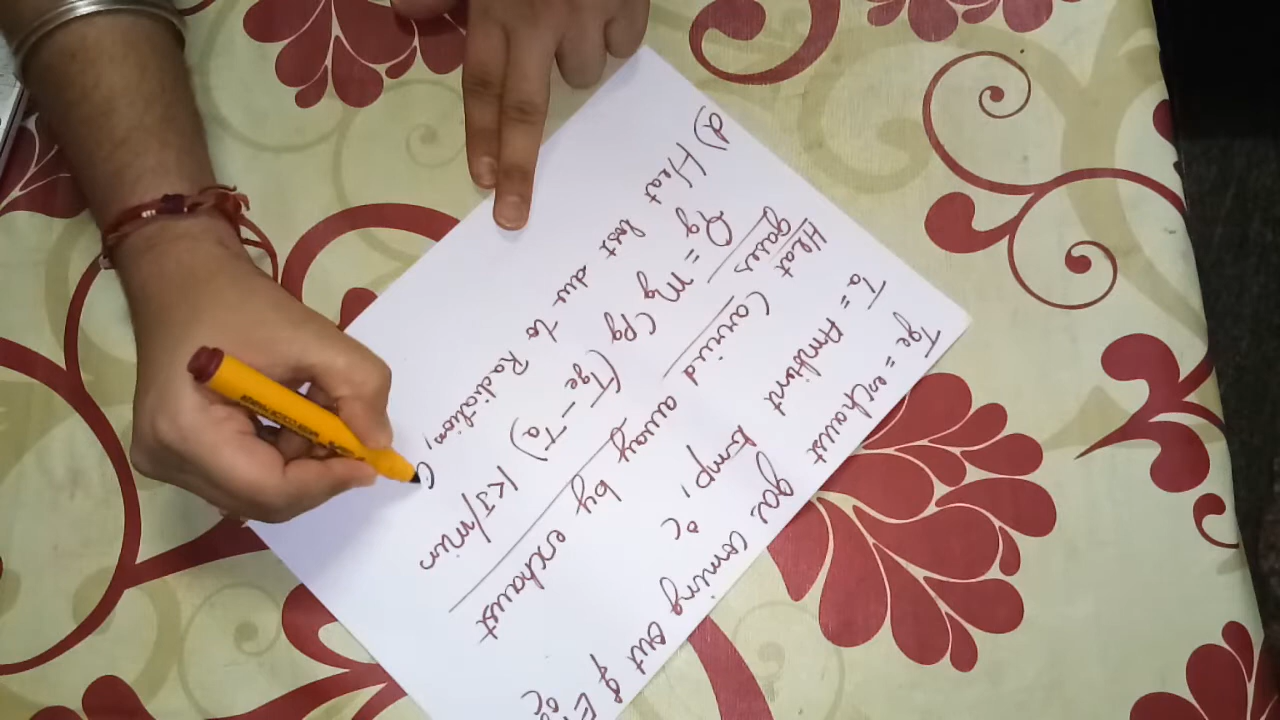 Tge = exhaust gas coming out of
°C
Ta = Ambient temp, °C
Heat Carried away by exhaust
gases
Qg = mg Cpg (Tge - Ta) KJ/min
d) Heat lost due to Radiation,